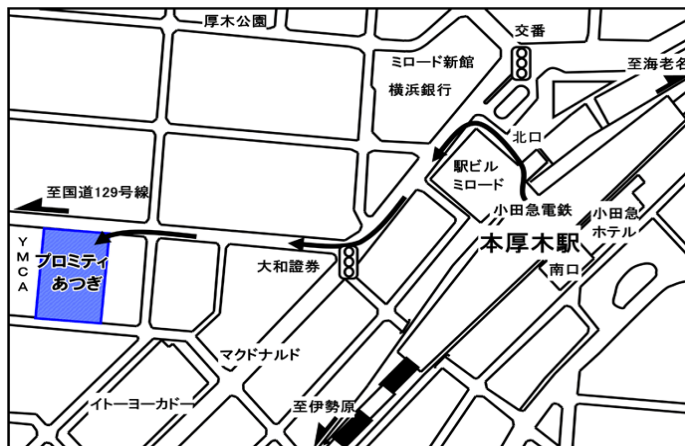 厚木公園
交番
ミロード新館
横浜銀行
至海老名
北口
駅ビル
ミロード
至国道129号線
小田急電鉄
小田急
ホテル
本厚木駅
南口
YMCA
プロミティ
あつぎ
大和證券
マクドナルド
イトーヨーカドー
至伊勢原